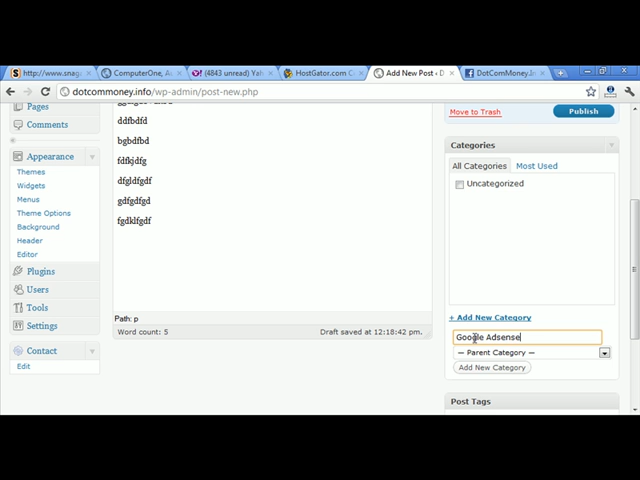 http://www.snag
ComputerOne, A
(4843 unread) Yah
HostGator.com C
Add New Post ‹ D
DotComMoney.In
dotcommoney.info/wp-admin/post-new.php
Pages
Comments
Appearance
Themes
Widgets
Menus
Theme Options
Background
Header
Editor
Plugins
Users
Tools
Settings
Contact
Edit
ddfbdfd
bgbdfbd
fdfkjdfg
dfgldfgdf
gdfgdfgd
fgdklfgdf
Path: p
Word count: 5
Draft saved at 12:18:42 pm.
Move to Trash
Publish
Categories
All Categories Most Used
Uncategorized
+ Add New Category
Google Adsense
— Parent Category —
Add New Category
Post Tags